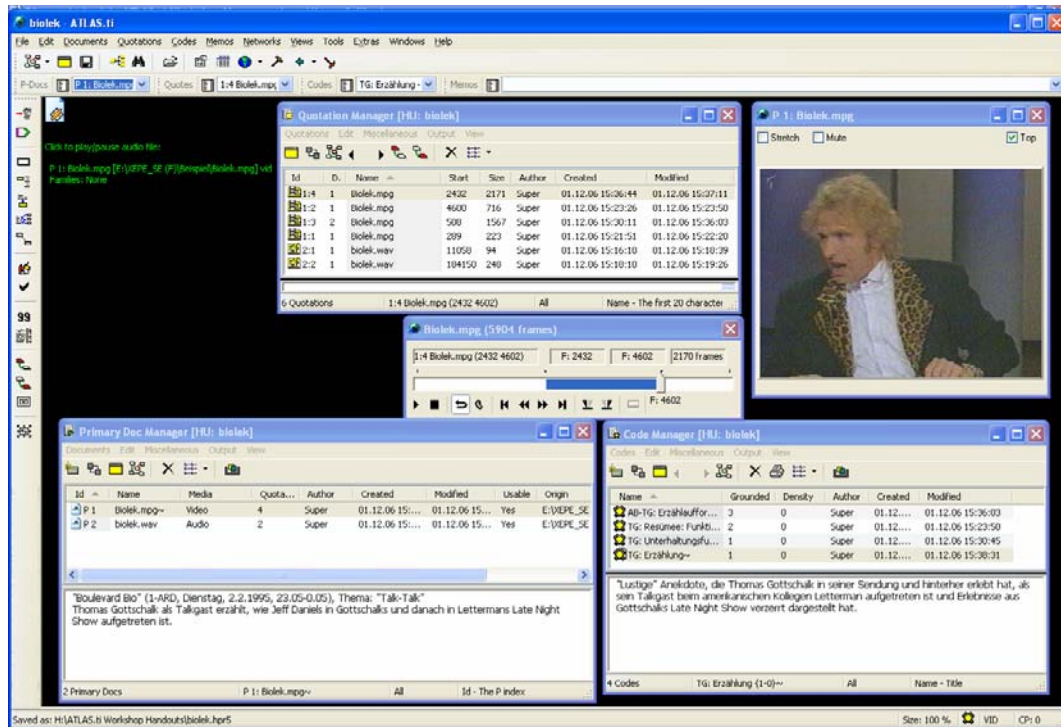 biolek - ATLAS.ti
File Edit Documents Quotations Codes Memos Networks Views Tools Extras Windows Help
P-Docs P 1: Biolek.mpg Quotes 1:4 Biolek.mpg Codes TG: Erzählung - Memos
Click to play/pause audio file:
P 1: Biolek.mpg [E:\XEPE_SE (F)\Beispiel\Biolek.mpg] vid
Families: None
Quotation Manager [HU: biolek]
Quotations Edit Miscellaneous Output View
Id D. Name Start Size Author Created Modified
1:4 1 Biolek.mpg 2432 2171 Super 01.12.06 15:36:44 01.12.06 15:37:11
1:2 1 Biolek.mpg 4600 716 Super 01.12.06 15:23:26 01.12.06 15:23:50
1:3 2 Biolek.mpg 508 1567 Super 01.12.06 15:30:11 01.12.06 15:36:03
1:1 1 Biolek.mpg 289 223 Super 01.12.06 15:21:51 01.12.06 15:22:20
2:1 1 biolek.wav 11058 94 Super 01.12.06 15:16:10 01.12.06 15:18:39
2:2 1 biolek.wav 184150 248 Super 01.12.06 15:18:10 01.12.06 15:19:26
6 Quotations 1:4 Biolek.mpg (2432 4602) All Name - The first 20 character
P 1: Biolek.mpg
Stretch Mute Top
Biolek.mpg (5904 frames)
1:4 Biolek.mpg (2432 4602) F: 2432 F: 4602 2170 frames
F: 4602
Primary Doc Manager [HU: biolek]
Documents Edit Miscellaneous Output View
Id Name Media Quota... Author Created Modified Usable Origin
P 1 Biolek.mpg~ Video 4 Super 01.12.06 15:... 01.12.06 15... Yes E:\XEPE_SE
P 2 biolek.wav Audio 2 Super 01.12.06 15:... 01.12.06 15... Yes E:\XEPE_SE
"Boulevard Bio" (1-ARD, Dienstag, 2.2.1995, 23.05-0.05), Thema: "Talk-Talk"
Thomas Gottschalk als Talkgast erzählt, wie Jeff Daniels in Gottschalks und danach in Lettermans Late Night
Show aufgetreten ist.
2 Primary Docs P 1: Biolek.mpg~ All Id - The P index
Code Manager [HU: biolek]
Codes Edit Miscellaneous Output View
Name Grounded Density Author Created Modified
AB-TG: Erzählauffor... 3 0 Super 01.12.... 01.12.06 15:36:03
TG: Resümee: Funkti... 2 0 Super 01.12.... 01.12.06 15:23:50
TG: Unterhaltungsfu... 1 0 Super 01.12.... 01.12.06 15:30:45
TG: Erzählung~ 1 0 Super 01.12.... 01.12.06 15:38:31
"Lustige" Anekdote, die Thomas Gottschalk in seiner Sendung und hinterher erlebt hat, als
sein Talkgast beim amerikanischen Kollegen Letterman aufgetreten ist und Erlebnisse aus
Gottschalks Late Night Show verzerrt dargestellt hat.
4 Codes TG: Erzählung {1-0}~ All Name - Title
Saved as: H:\ATLAS.ti Workshop Handouts\biolek.hpr5 Size: 100 % VID CP: 0